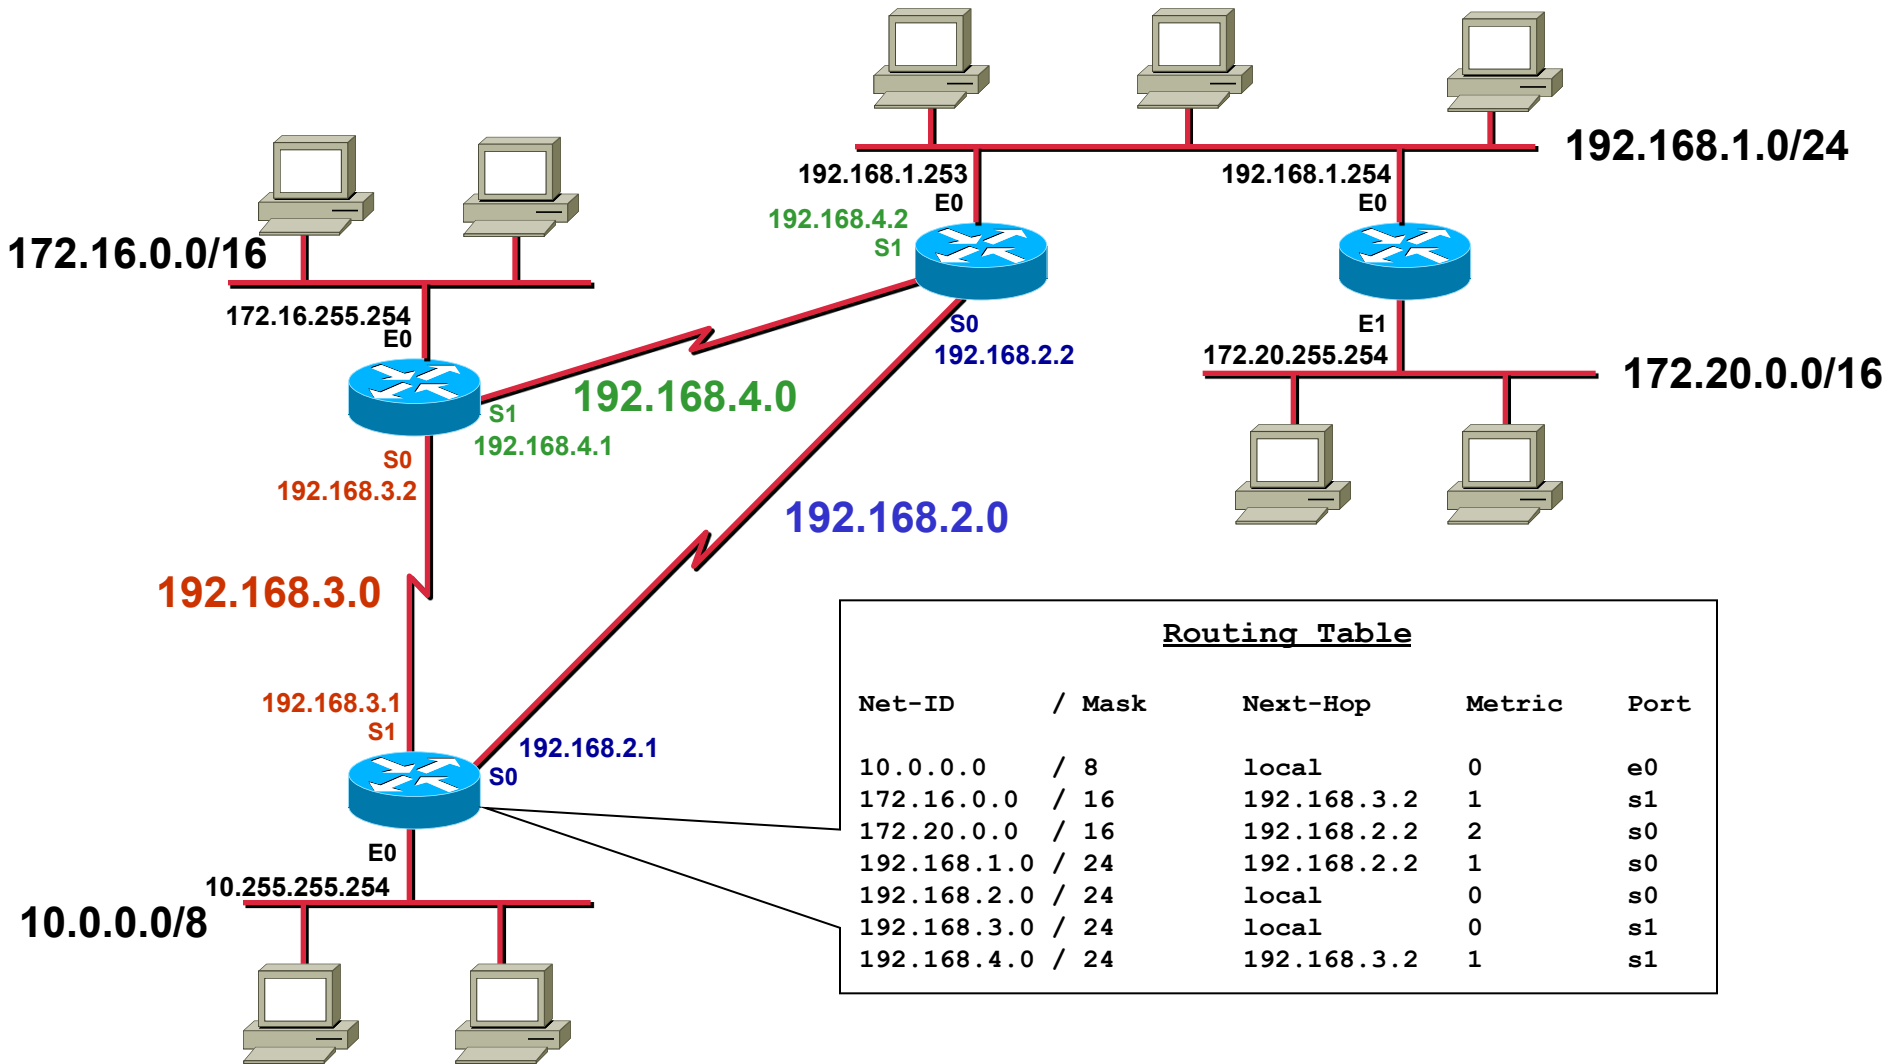 192.168.1.0/24
192.168.1.253
E0
192.168.1.254
E0
192.168.4.2
S1
172.16.0.0/16
172.16.255.254
E0
S0
192.168.2.2
E1
172.20.255.254
172.20.0.0/16
192.168.4.0
S1
192.168.4.1
S0
192.168.3.2
192.168.2.0
192.168.3.0
192.168.3.1
S1
192.168.2.1
S0
E0
10.255.255.254
10.0.0.0/8
Routing Table
Net-ID / Mask Next-Hop Metric Port
10.0.0.0 / 8 local 0 e0
172.16.0.0 / 16 192.168.3.2 1 s1
172.20.0.0 / 16 192.168.2.2 2 s0
192.168.1.0 / 24 192.168.2.2 1 s0
192.168.2.0 / 24 local 0 s0
192.168.3.0 / 24 local 0 s1
192.168.4.0 / 24 192.168.3.2 1 s1